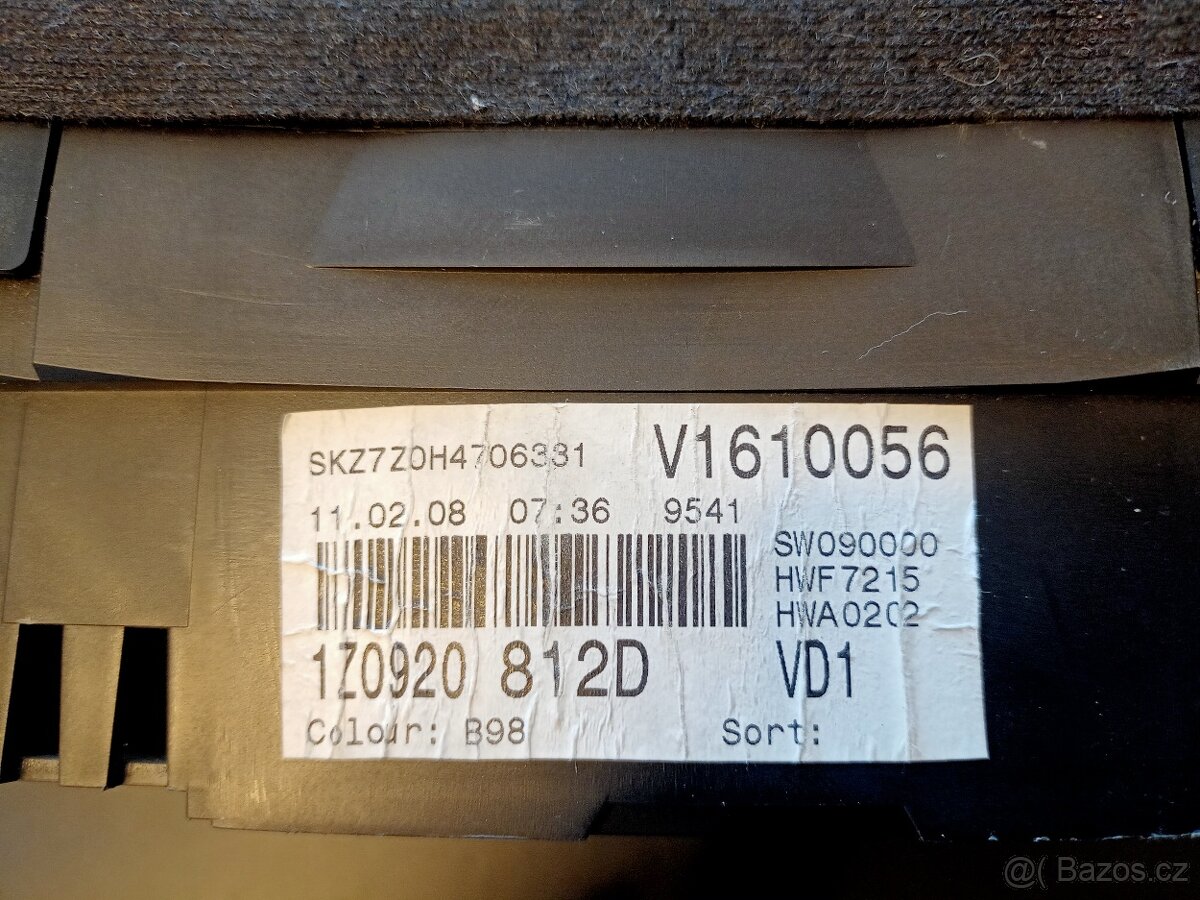 SKZ7Z0H4706331 V1610056
11.02.08 07:36 9541
SW090000
HWF7215
HWA0202
1Z0920 812D VD1
Colour: B98 Sort:
@( Bazos.cz